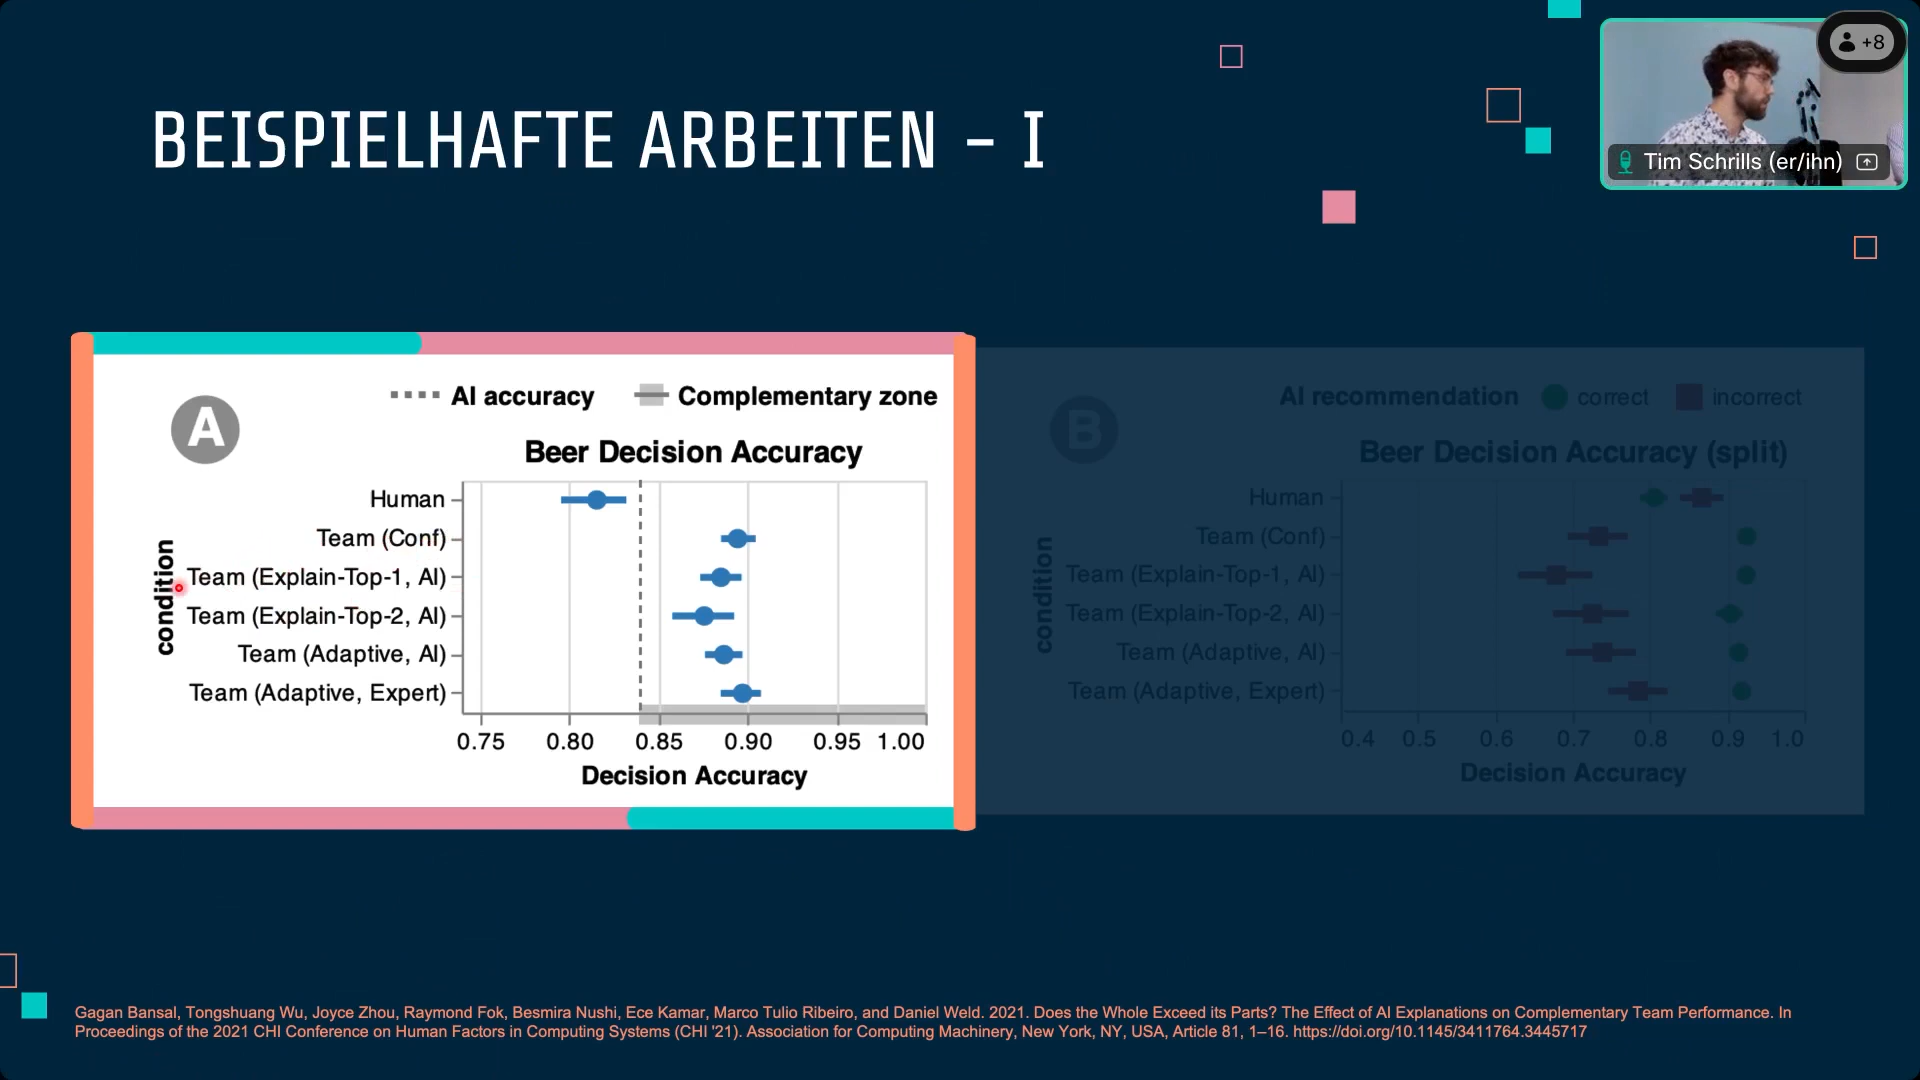 +8
Tim Schrills (er/ihn)
BEISPIELHAFTE ARBEITEN – I
A
AI accuracy
Complementary zone
Beer Decision Accuracy
condition
Human
Team (Conf)
Team (Explain-Top-1, AI)
Team (Explain-Top-2, AI)
Team (Adaptive, AI)
Team (Adaptive, Expert)
0.75 0.80 0.85 0.90 0.95 1.00
Decision Accuracy
B
AI recommendation
correct
incorrect
Beer Decision Accuracy (split)
condition
Human
Team (Conf)
Team (Explain-Top-1, AI)
Team (Explain-Top-2, AI)
Team (Adaptive, AI)
Team (Adaptive, Expert)
0.4 0.5 0.6 0.7 0.8 0.9 1.0
Decision Accuracy
Gagan Bansal, Tongshuang Wu, Joyce Zhou, Raymond Fok, Besmira Nushi, Ece Kamar, Marco Tulio Ribeiro, and Daniel Weld. 2021. Does the Whole Exceed its Parts? The Effect of AI Explanations on Complementary Team Performance. In
Proceedings of the 2021 CHI Conference on Human Factors in Computing Systems (CHI '21). Association for Computing Machinery, New York, NY, USA, Article 81, 1–16. https://doi.org/10.1145/3411764.3445717